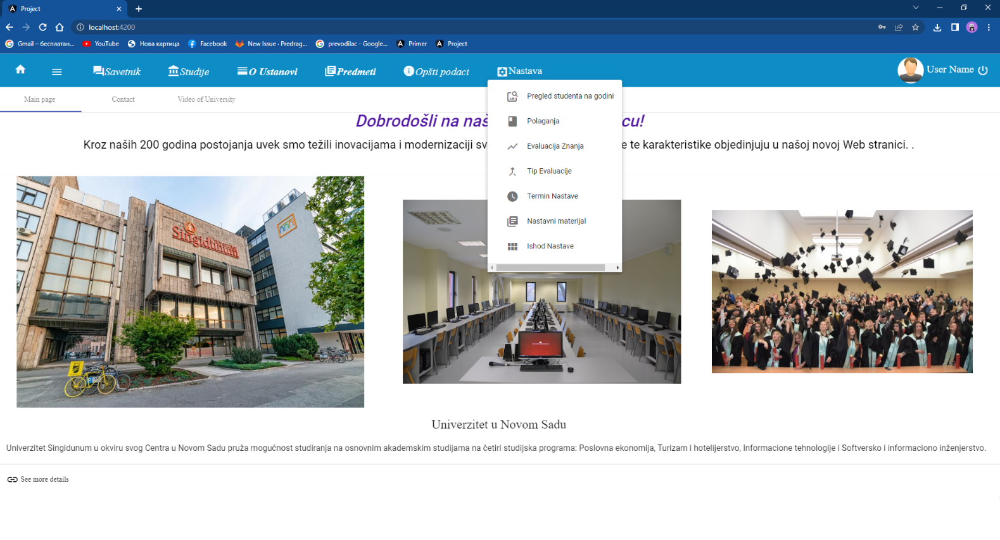 Project
localhost:4200
Gmail – бесплатан...
YouTube
Нова картица
Facebook
New Issue · Predrag...
prevodilac - Google...
Primer
Project
Savetnik
Studije
O Ustanovi
Predmeti
Opšti podaci
Nastava
User Name
Main page
Contact
Video of University
Pregled studenta na godini
Polaganja
Evaluacija Znanja
Tip Evaluacije
Termin Nastave
Nastavni materijal
Ishod Nastave
Dobrodošli na naš cu!
Kroz naših 200 godina postojanja uvek smo težili inovacijama i modernizaciji sv e te karakteristike objedinjuju u našoj novoj Web stranici. .
Singidunum
Univerzitet u Novom Sadu
Univerzitet Singidunum u okviru svog Centra u Novom Sadu pruža mogućnost studiranja na osnovnim akademskim studijama na četiri studijska programa: Poslovna ekonomija, Turizam i hotelijerstvo, Informacione tehnologije i Softversko i informaciono inženjerstvo.
See more details